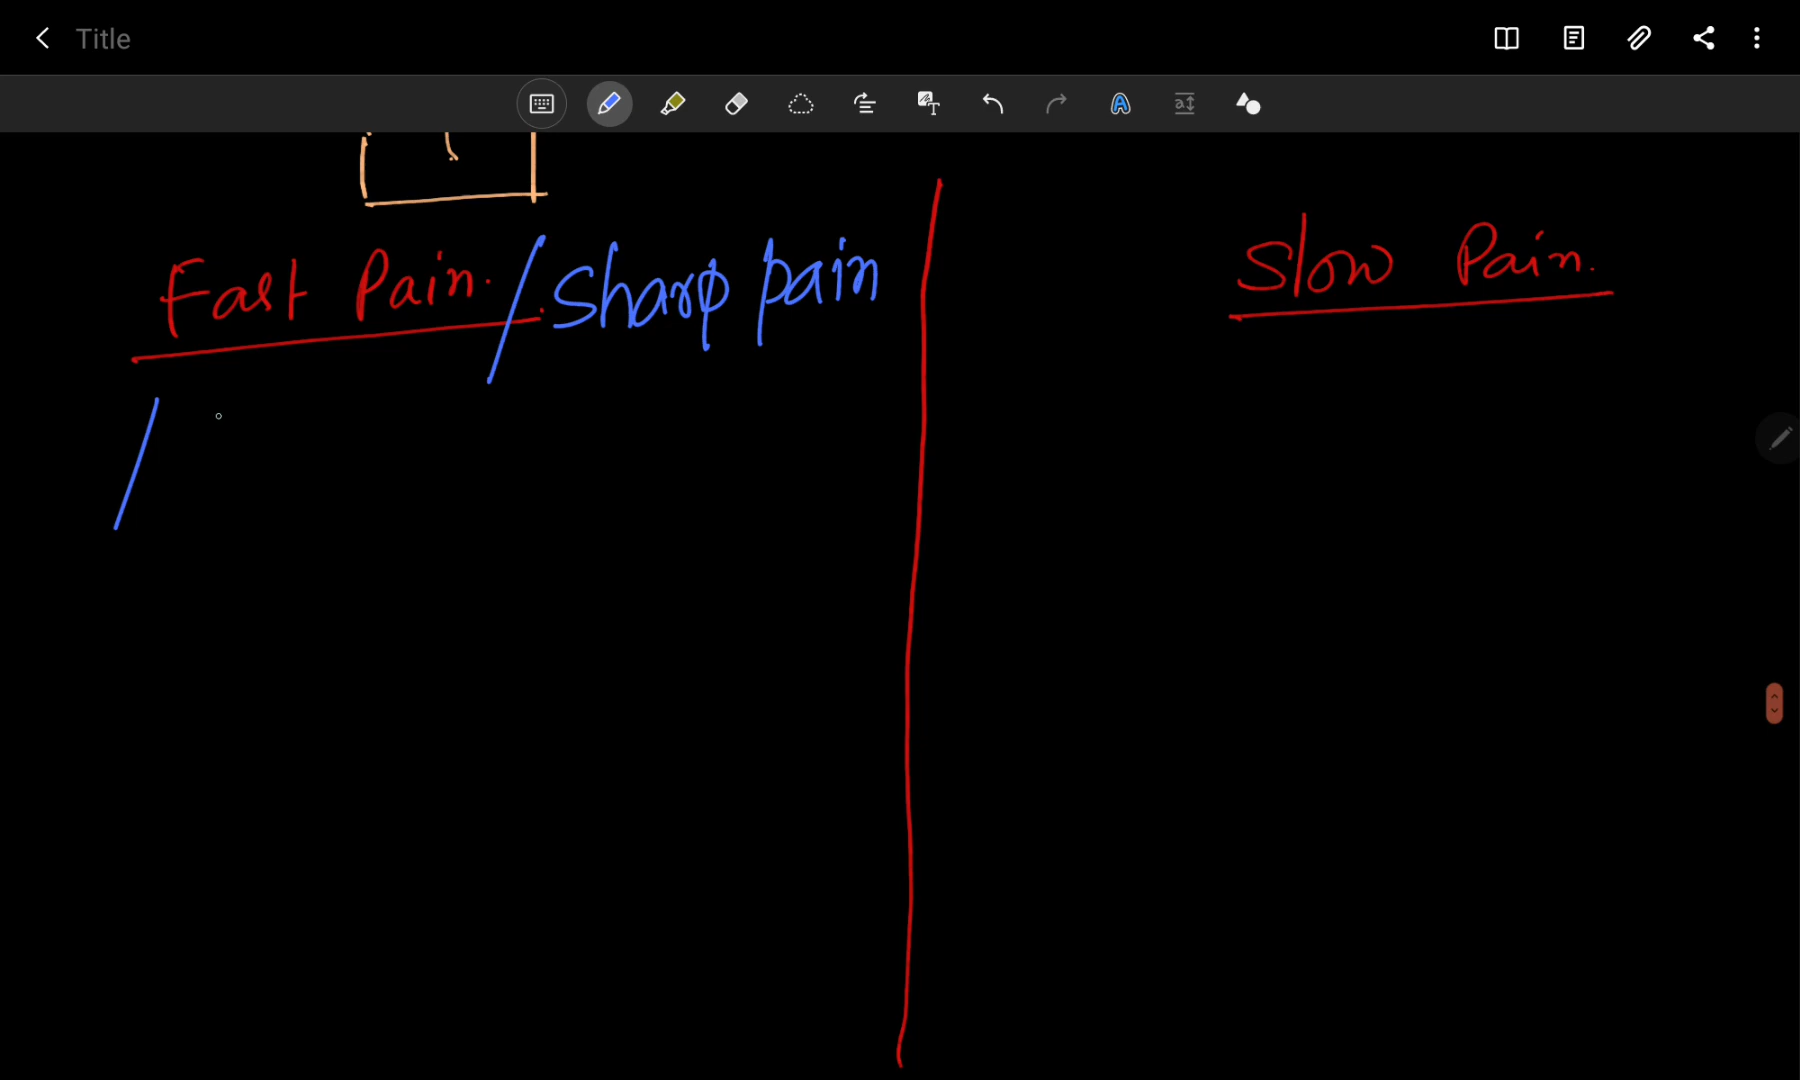 Title
Fast Pain. / Sharp pain
Slow Pain.
/